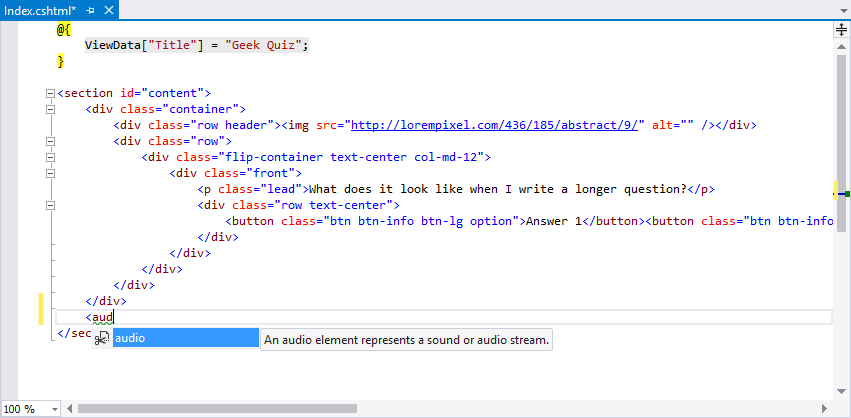 Index.cshtml*
@{
ViewData["Title"] = "Geek Quiz";
}
<section id="content">
<div class="container">
<div class="row header"><img src="http://lorempixel.com/436/185/abstract/9/" alt="" /></div>
<div class="row">
<div class="flip-container text-center col-md-12">
<div class="front">
<p class="lead">What does it look like when I write a longer question?</p>
<div class="row text-center">
<button class="btn btn-info btn-lg option">Answer 1</button><button class="btn btn-info
</div>
</div>
</div>
</div>
</div>
<aud
</sec
audio
An audio element represents a sound or audio stream.
100 %